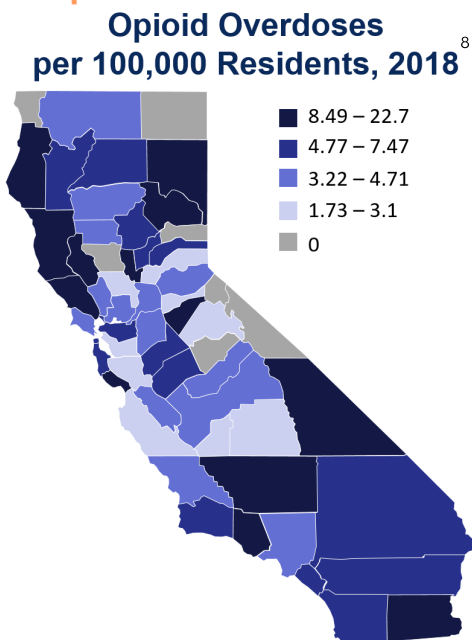 Opioid Overdoses
per 100,000 Residents, 2018 8
8.49 – 22.7
4.77 – 7.47
3.22 – 4.71
1.73 – 3.1
0